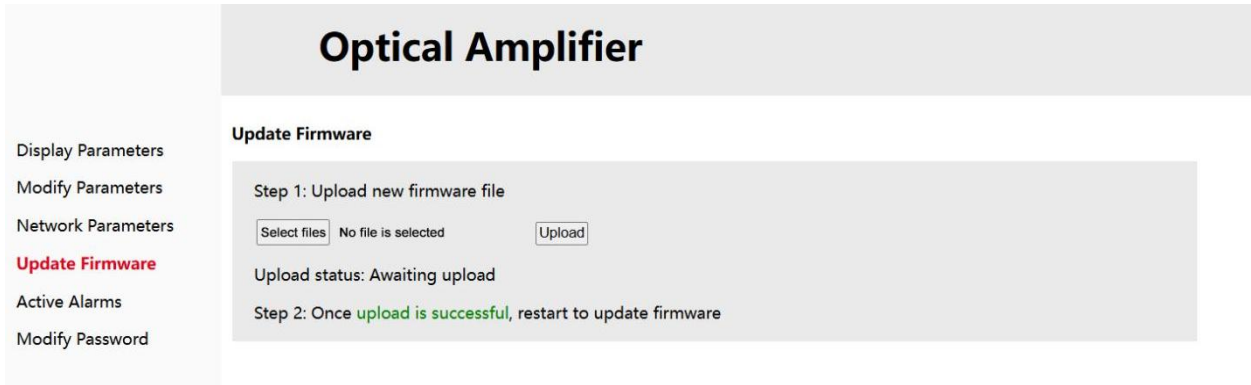 Optical Amplifier
Display Parameters
Modify Parameters
Network Parameters
Update Firmware
Active Alarms
Modify Password
Update Firmware
Step 1: Upload new firmware file
Select files No file is selected Upload
Upload status: Awaiting upload
Step 2: Once upload is successful, restart to update firmware